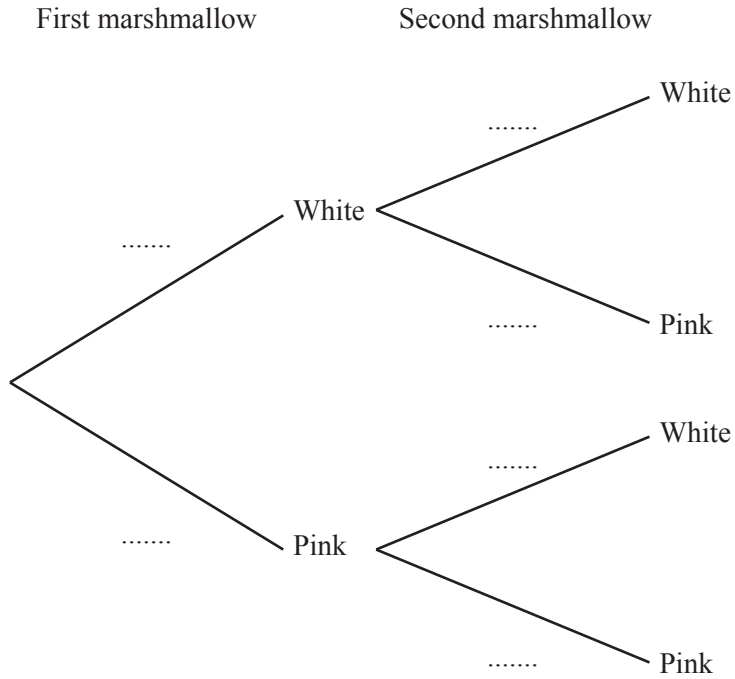 First marshmallow Second marshmallow
White
.......
White
.......
.......
Pink
White
.......
.......
Pink
.......
Pink